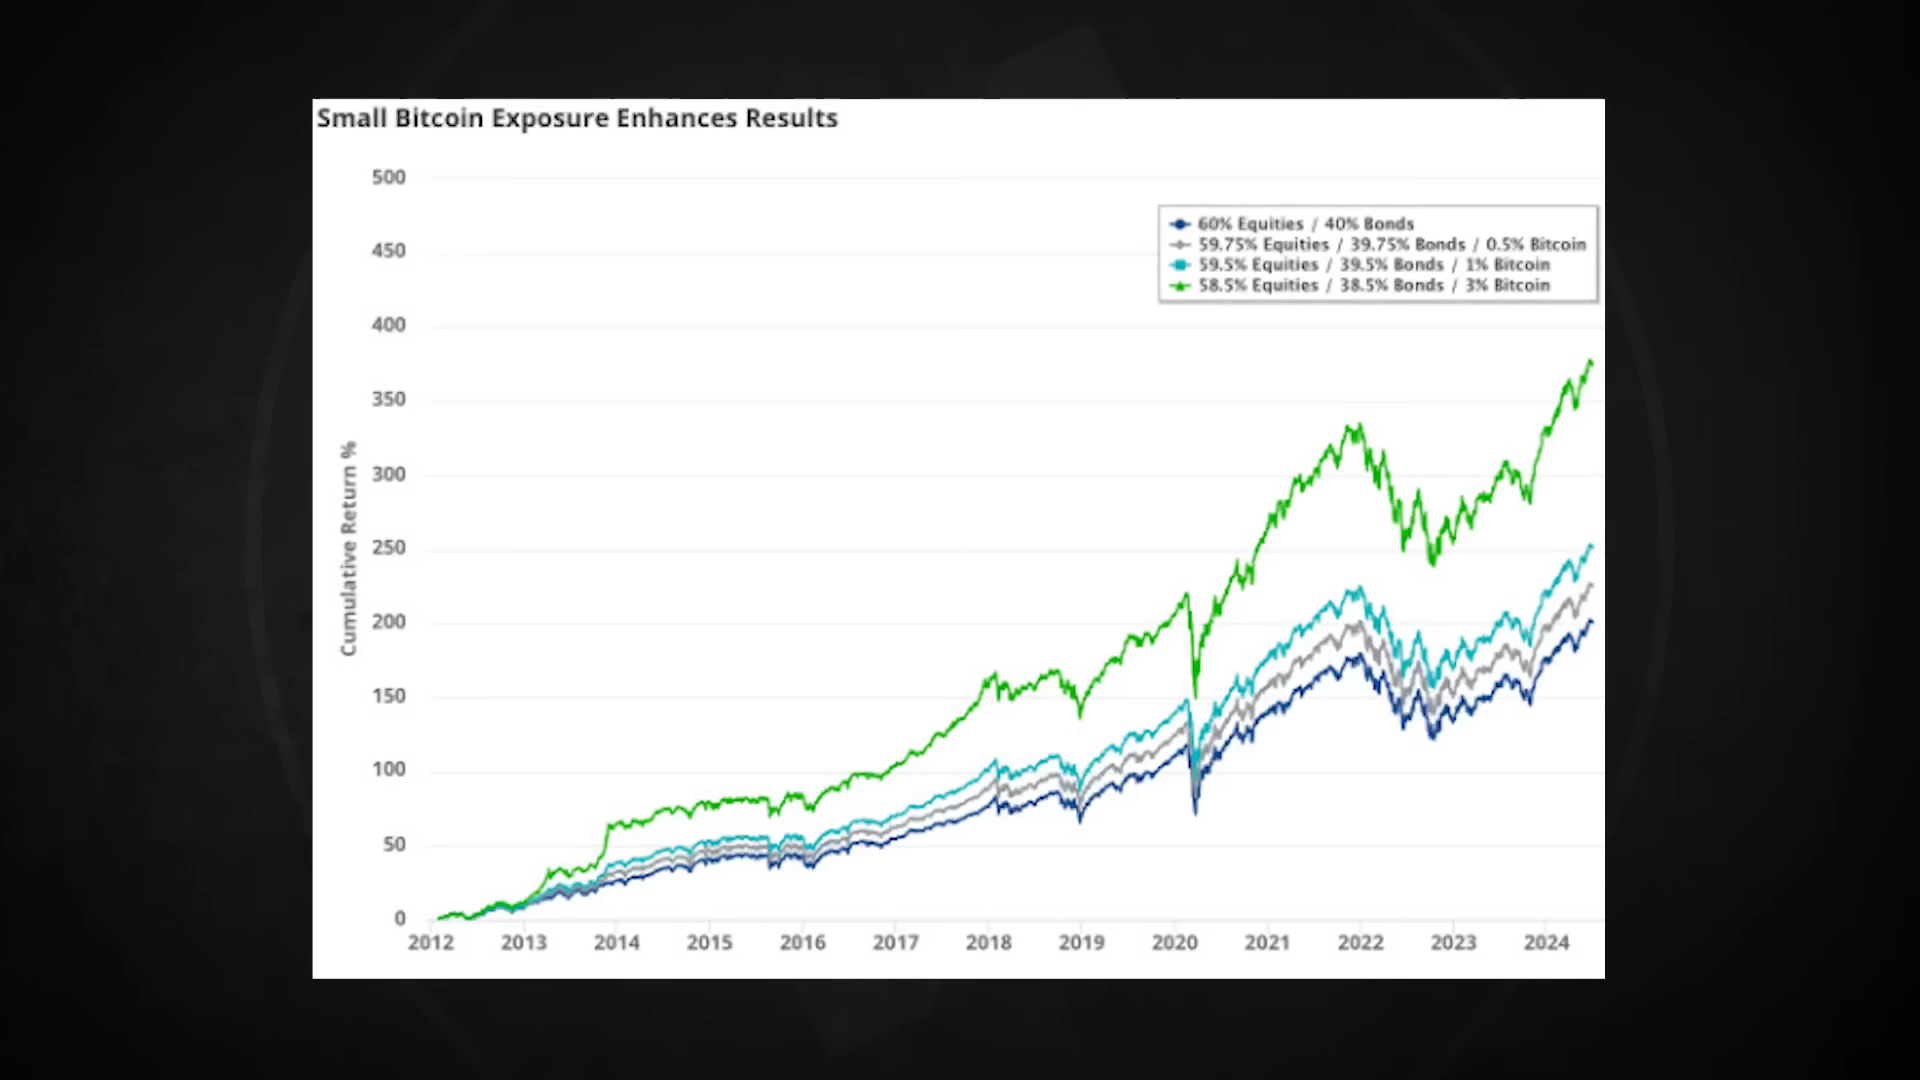 Small Bitcoin Exposure Enhances Results
500
450
400
350
300
250
200
150
100
50
0
Cumulative Return %
60% Equities / 40% Bonds
59.75% Equities / 39.75% Bonds / 0.5% Bitcoin
59.5% Equities / 39.5% Bonds / 1% Bitcoin
58.5% Equities / 38.5% Bonds / 3% Bitcoin
2012 2013 2014 2015 2016 2017 2018 2019 2020 2021 2022 2023 2024